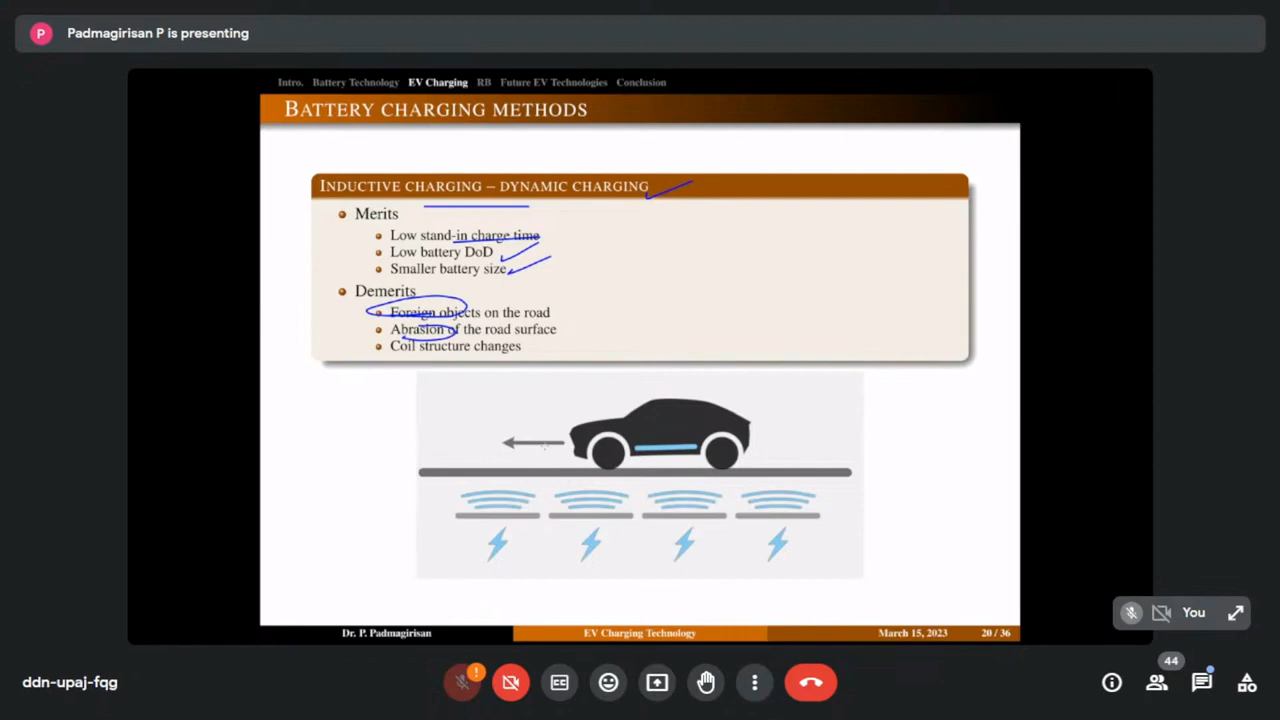 P Padmagirisan P is presenting
Intro. Battery Technology EV Charging RB Future EV Technologies Conclusion
BATTERY CHARGING METHODS
INDUCTIVE CHARGING – DYNAMIC CHARGING
Merits
Low stand-in charge time
Low battery DoD
Smaller battery size
Demerits
Foreign objects on the road
Abrasion of the road surface
Coil structure changes
Dr. P. Padmagirisan EV Charging Technology March 15, 2023 20 / 36
You
ddn-upaj-fqg
!
CC
44